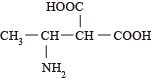 HOOC
CH3 — CH — CH — COOH
NH2